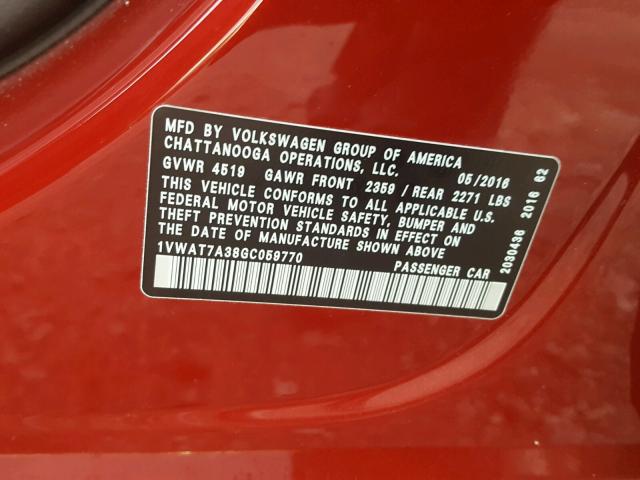 MFD BY VOLKSWAGEN GROUP OF AMERICA
CHATTANOOGA OPERATIONS, LLC. 05/2016
GVWR 4519 GAWR FRONT 2359 / REAR 2271 LBS
THIS VEHICLE CONFORMS TO ALL APPLICABLE U.S.
FEDERAL MOTOR VEHICLE SAFETY, BUMPER AND
THEFT PREVENTION STANDARDS IN EFFECT ON
THE DATE OF MANUFACTURE SHOWN ABOVE.
1VWAT7A38GC059770 PASSENGER CAR
2030436 2016 62